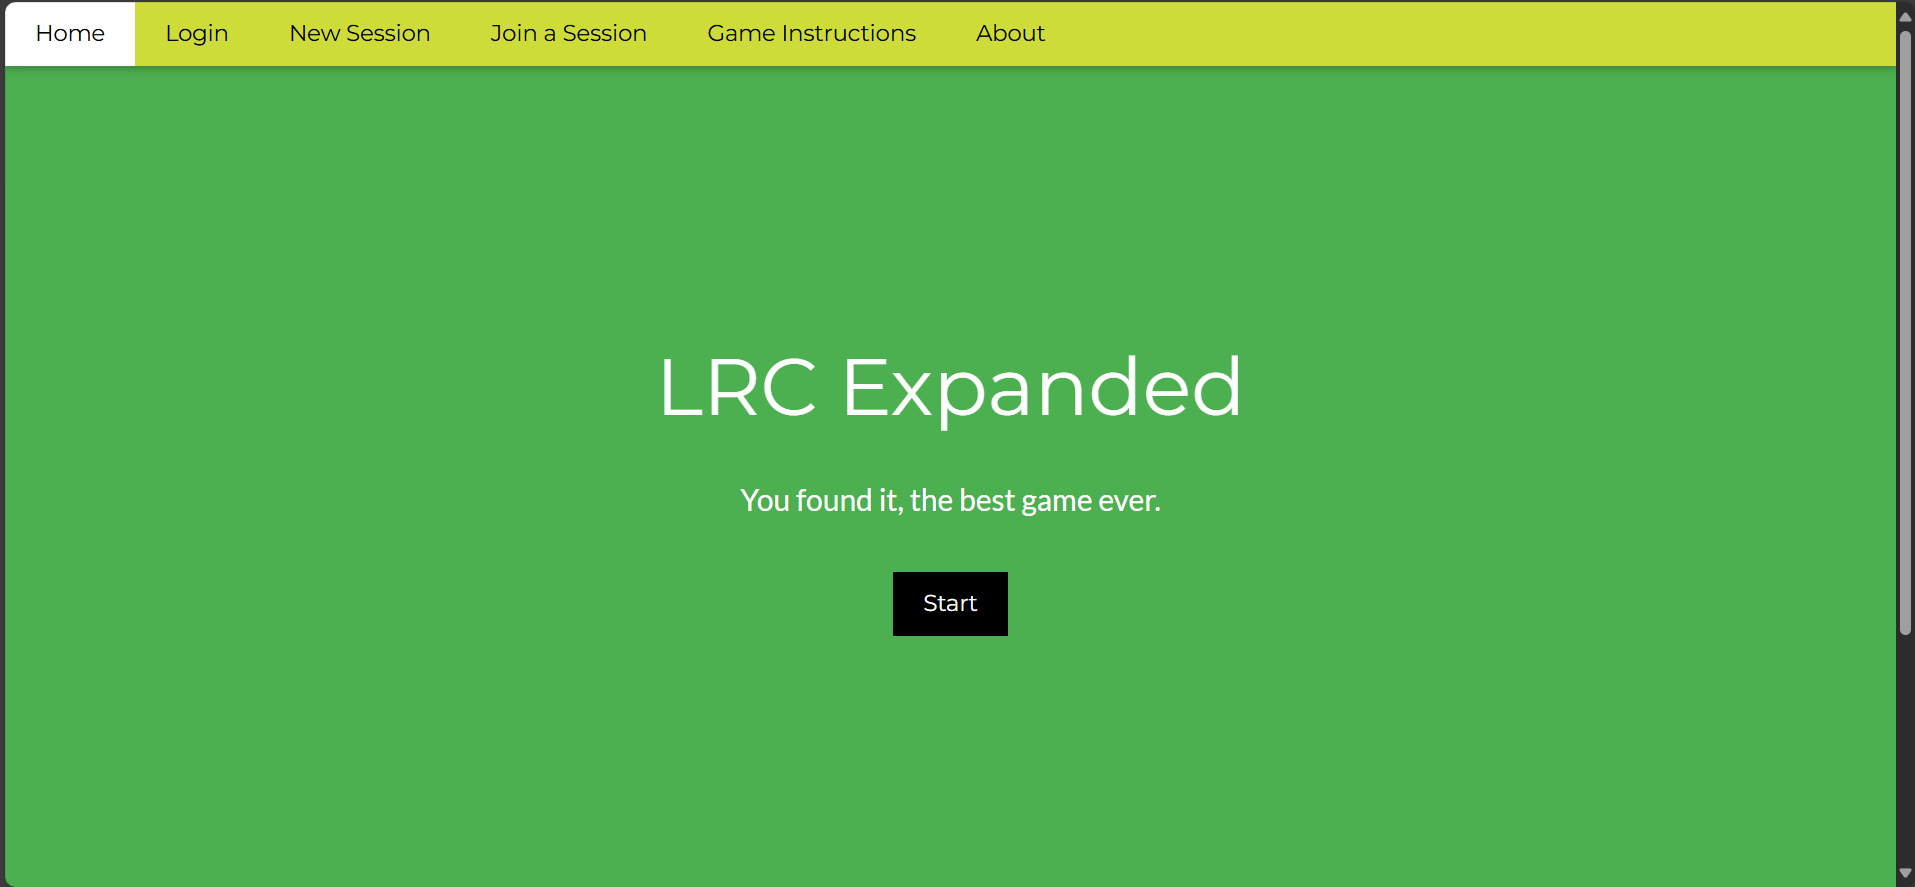 Home Login New Session Join a Session Game Instructions About
LRC Expanded
You found it, the best game ever.
Start